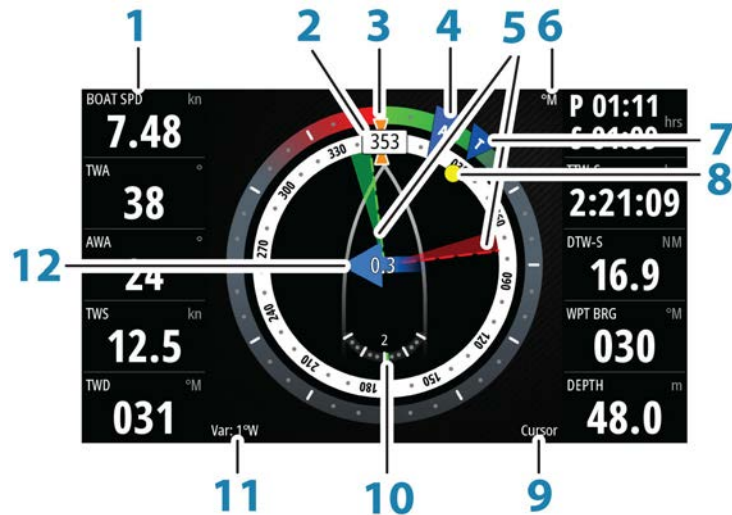 1 2 3 4 5 6
BOAT SPD kn
7.48
TWA °
38
AWA °
24
TWS kn
12.5
TWD °M
031
Var: 1°W
°M
P 01:11 hrs
S 01:09
2:21:09
DTW-S NM
16.9
WPT BRG °M
030
DEPTH m
48.0
Cursor
353
330
300
270
240
210
180
150
120
060
A
T
0.3
2
7
8
12
11 10 9